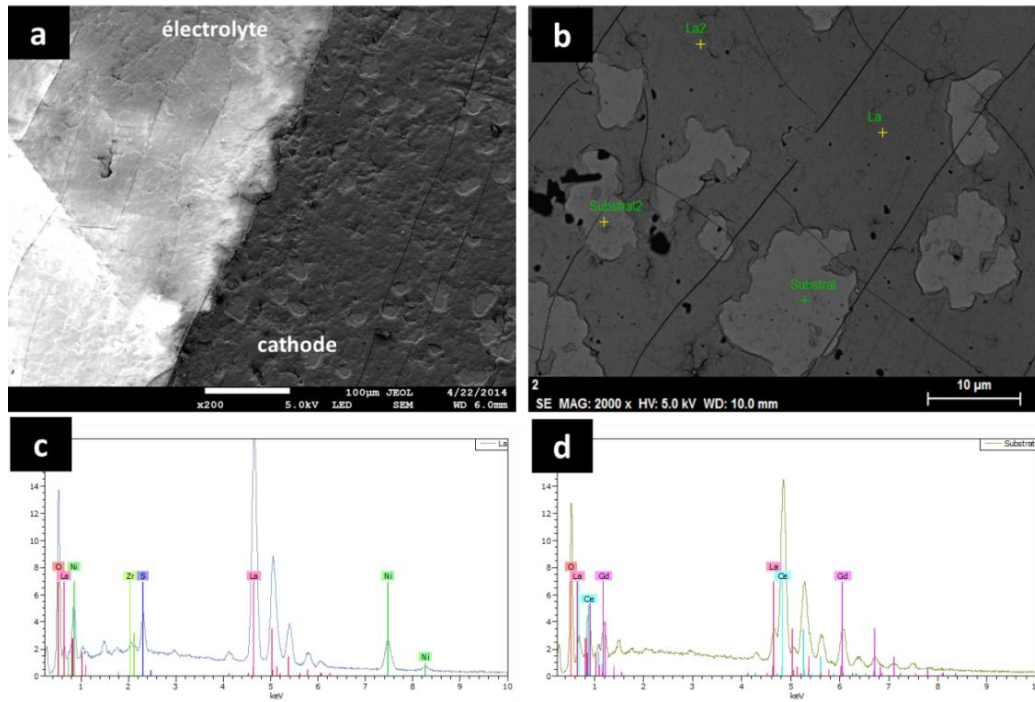 a
électrolyte
cathode
100µm JEOL 4/22/2014
x200 5.0kV LED SEM WD 6.0mm
b
La2
La
Substrat2
Substrat
2
SE MAG: 2000 x HV: 5.0 kV WD: 10.0 mm
10 µm
c
La
14
12
10
8
O Ni Zr S La Ni
La
6
4
2
Ni
0
1 2 3 4 5 6 7 8 9 10
keV
d
Substrat
14
12
10
8
O La Gd La Gd
Ce Ce
6
4
2
0
1 2 3 4 5 6 7 8 9 10
keV